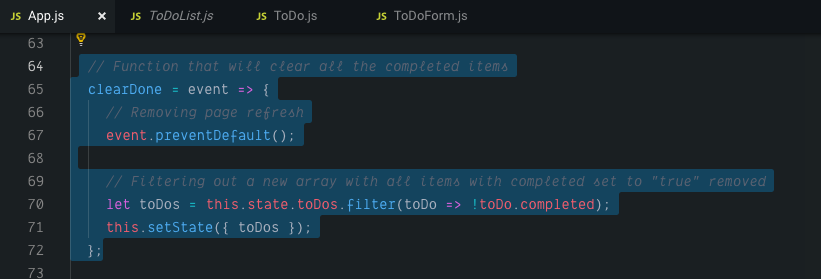 JS App.js × JS ToDoList.js JS ToDo.js JS ToDoForm.js
63
64 // Function that will clear all the completed items
65 clearDone = event => {
66 // Removing page refresh
67 event.preventDefault();
68
69 // Filtering out a new array with all items with completed set to "true" removed
70 let toDos = this.state.toDos.filter(toDo => !toDo.completed);
71 this.setState({ toDos });
72 };
73